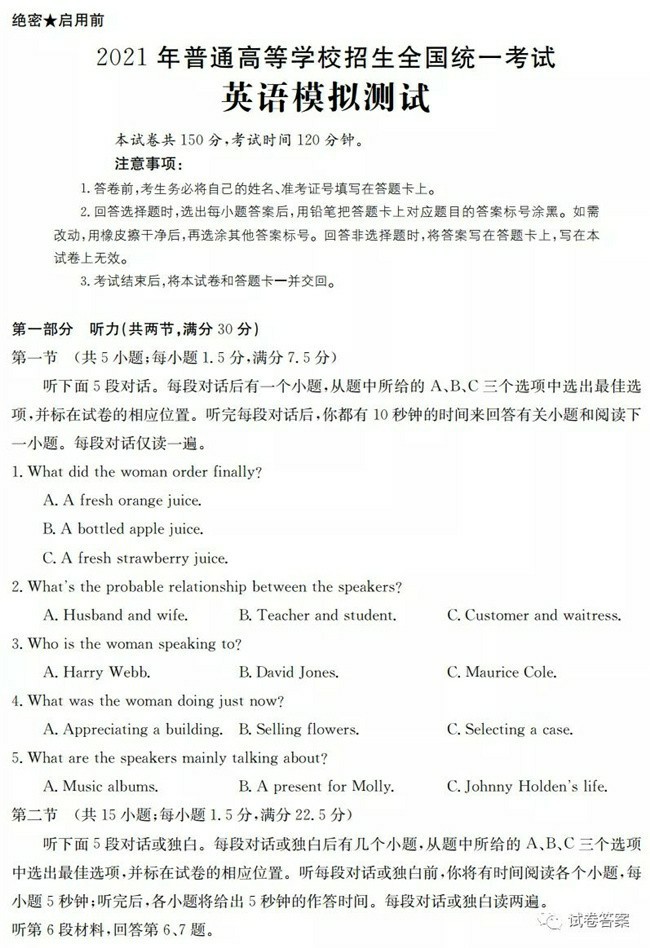 绝密★启用前
2021年普通高等学校招生全国统一考试
英语模拟测试
本试卷共150分,考试时间120分钟。
注意事项:
1.答卷前,考生务必将自己的姓名、准考证号填写在答题卡上。
2.回答选择题时,选出每小题答案后,用铅笔把答题卡上对应题目的答案标号涂黑。如需
改动,用橡皮擦干净后,再选涂其他答案标号。回答非选择题时,将答案写在答题卡上,写在本
试卷上无效。
3.考试结束后,将本试卷和答题卡一并交回。
第一部分 听力(共两节,满分30分)
第一节 (共5小题;每小题1.5分,满分7.5分)
听下面5段对话。每段对话后有一个小题,从题中所给的A、B、C三个选项中选出最佳选
项,并标在试卷的相应位置。听完每段对话后,你都有10秒钟的时间来回答有关小题和阅读下
一小题。每段对话仅读一遍。
1. What did the woman order finally?
A. A fresh orange juice.
B. A bottled apple juice.
C. A fresh strawberry juice.
2. What's the probable relationship between the speakers?
A. Husband and wife. B. Teacher and student. C. Customer and waitress.
3. Who is the woman speaking to?
A. Harry Webb. B. David Jones. C. Maurice Cole.
4. What was the woman doing just now?
A. Appreciating a building. B. Selling flowers. C. Selecting a case.
5. What are the speakers mainly talking about?
A. Music albums. B. A present for Molly. C. Johnny Holden's life.
第二节 (共15小题;每小题1.5分,满分22.5分)
听下面5段对话或独白。每段对话或独白后有几个小题,从题中所给的A、B、C三个选项
中选出最佳选项,并标在试卷的相应位置。听每段对话或独白前,你将有时间阅读各个小题,每
小题5秒钟;听完后,各小题将给出5秒钟的作答时间。每段对话或独白读两遍。
听第6段材料,回答第6、7题。
试卷答案